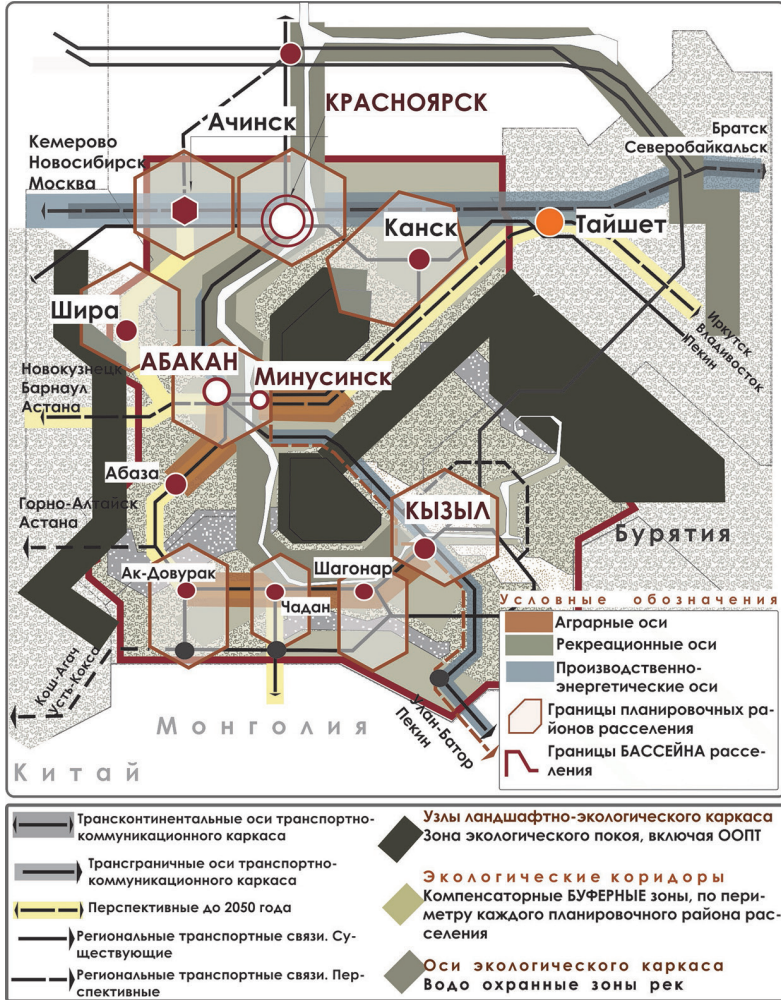 КРАСНОЯРСК
Ачинск
Кемерово
Новосибирск
Москва
Братск
Северобайкальск
Канск
Тайшет
Шира
Иркутск
Владивосток
Пекин
АБАКАН
Минусинск
Новокузнецк
Барнаул
Астана
Абаза
Горно-Алтайск
Астана
КЫЗЫЛ
Бурятия
Ак-Довурак
Шагонар
Чадан
Кош-Агач
Усть-Кокса
Улан-Батор
Пекин
Монголия
Китай
Условные обозначения
Аграрные оси
Рекреационные оси
Производственно-
энергетические оси
Границы планировочных ра-
йонов расселения
Границы БАССЕЙНА рассе-
ления
Трансконтинентальные оси транспортно-
коммуникационного каркаса
Трансграничные оси транспортно-
коммуникационного каркаса
Перспективные до 2050 года
Региональные транспортные связи. Су-
ществующие
Региональные транспортные связи. Пер-
спективные
Узлы ландшафтно-экологического каркаса
Зона экологического покоя, включая ООПТ
Экологические коридоры
Компенсаторные БУФЕРНЫЕ зоны, по пери-
метру каждого планировочного района рас-
селения
Оси экологического каркаса
Водо охранные зоны рек